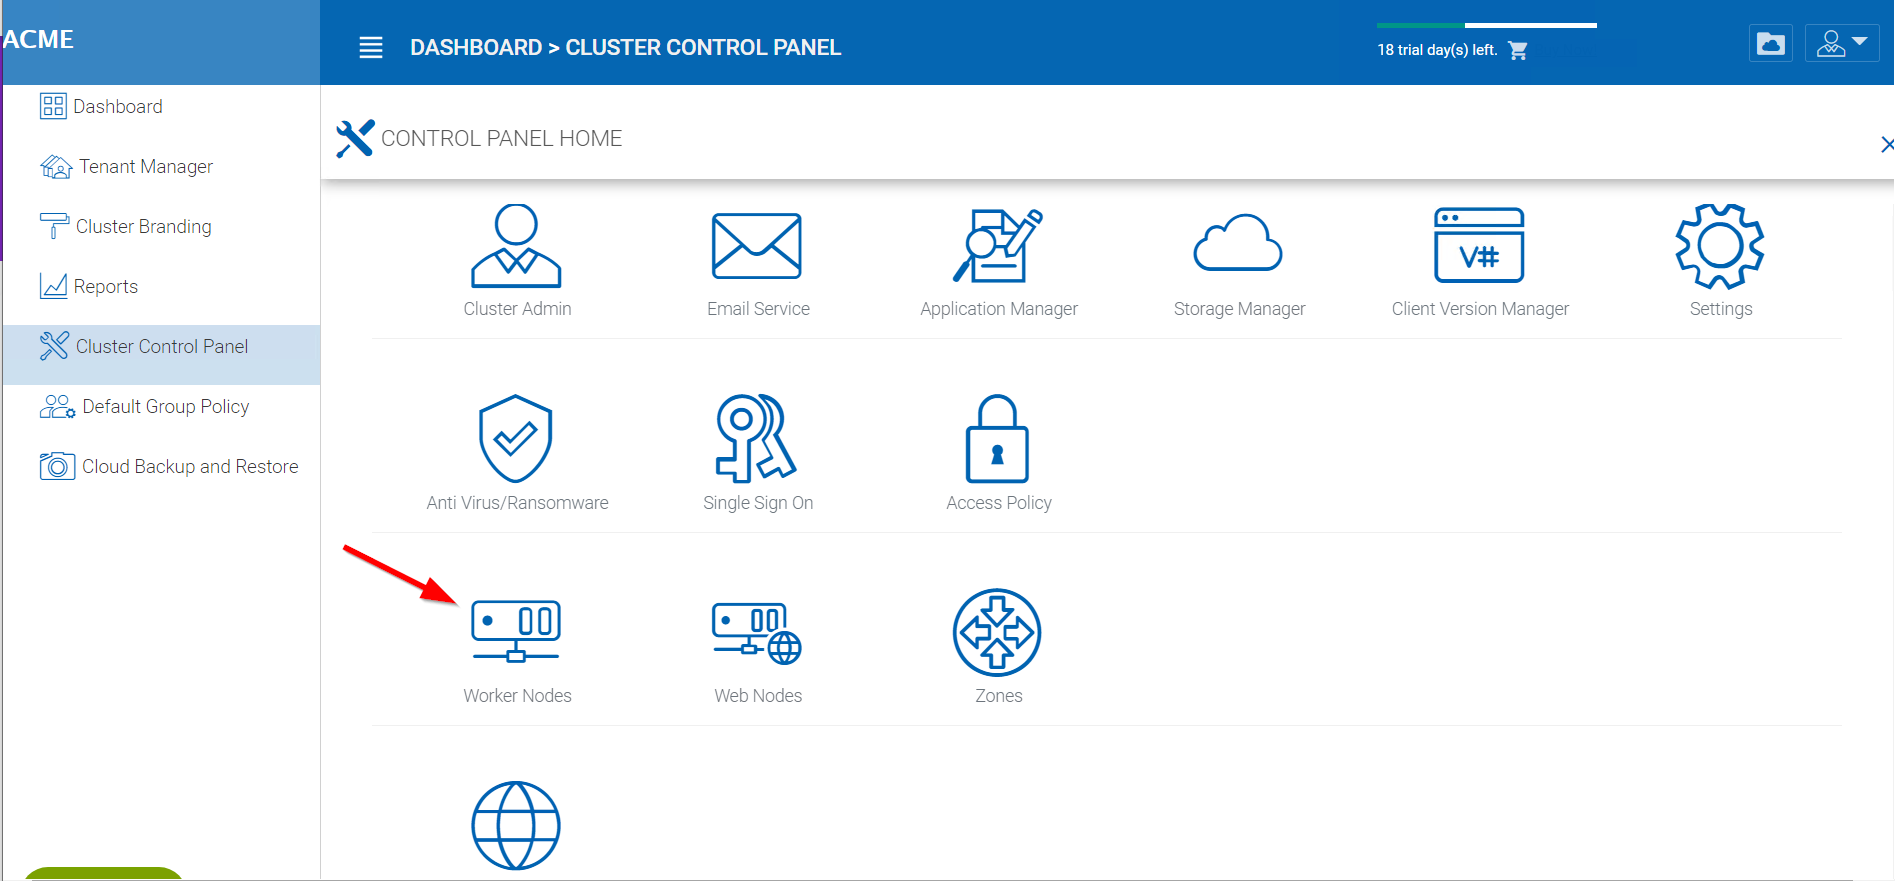 ACME
DASHBOARD > CLUSTER CONTROL PANEL
18 trial day(s) left.
Dashboard
Tenant Manager
Cluster Branding
Reports
Cluster Control Panel
Default Group Policy
Cloud Backup and Restore
CONTROL PANEL HOME
Cluster Admin
Email Service
Application Manager
V#
Storage Manager
Client Version Manager
Settings
Anti Virus/Ransomware
Single Sign On
Access Policy
Worker Nodes
Web Nodes
Zones